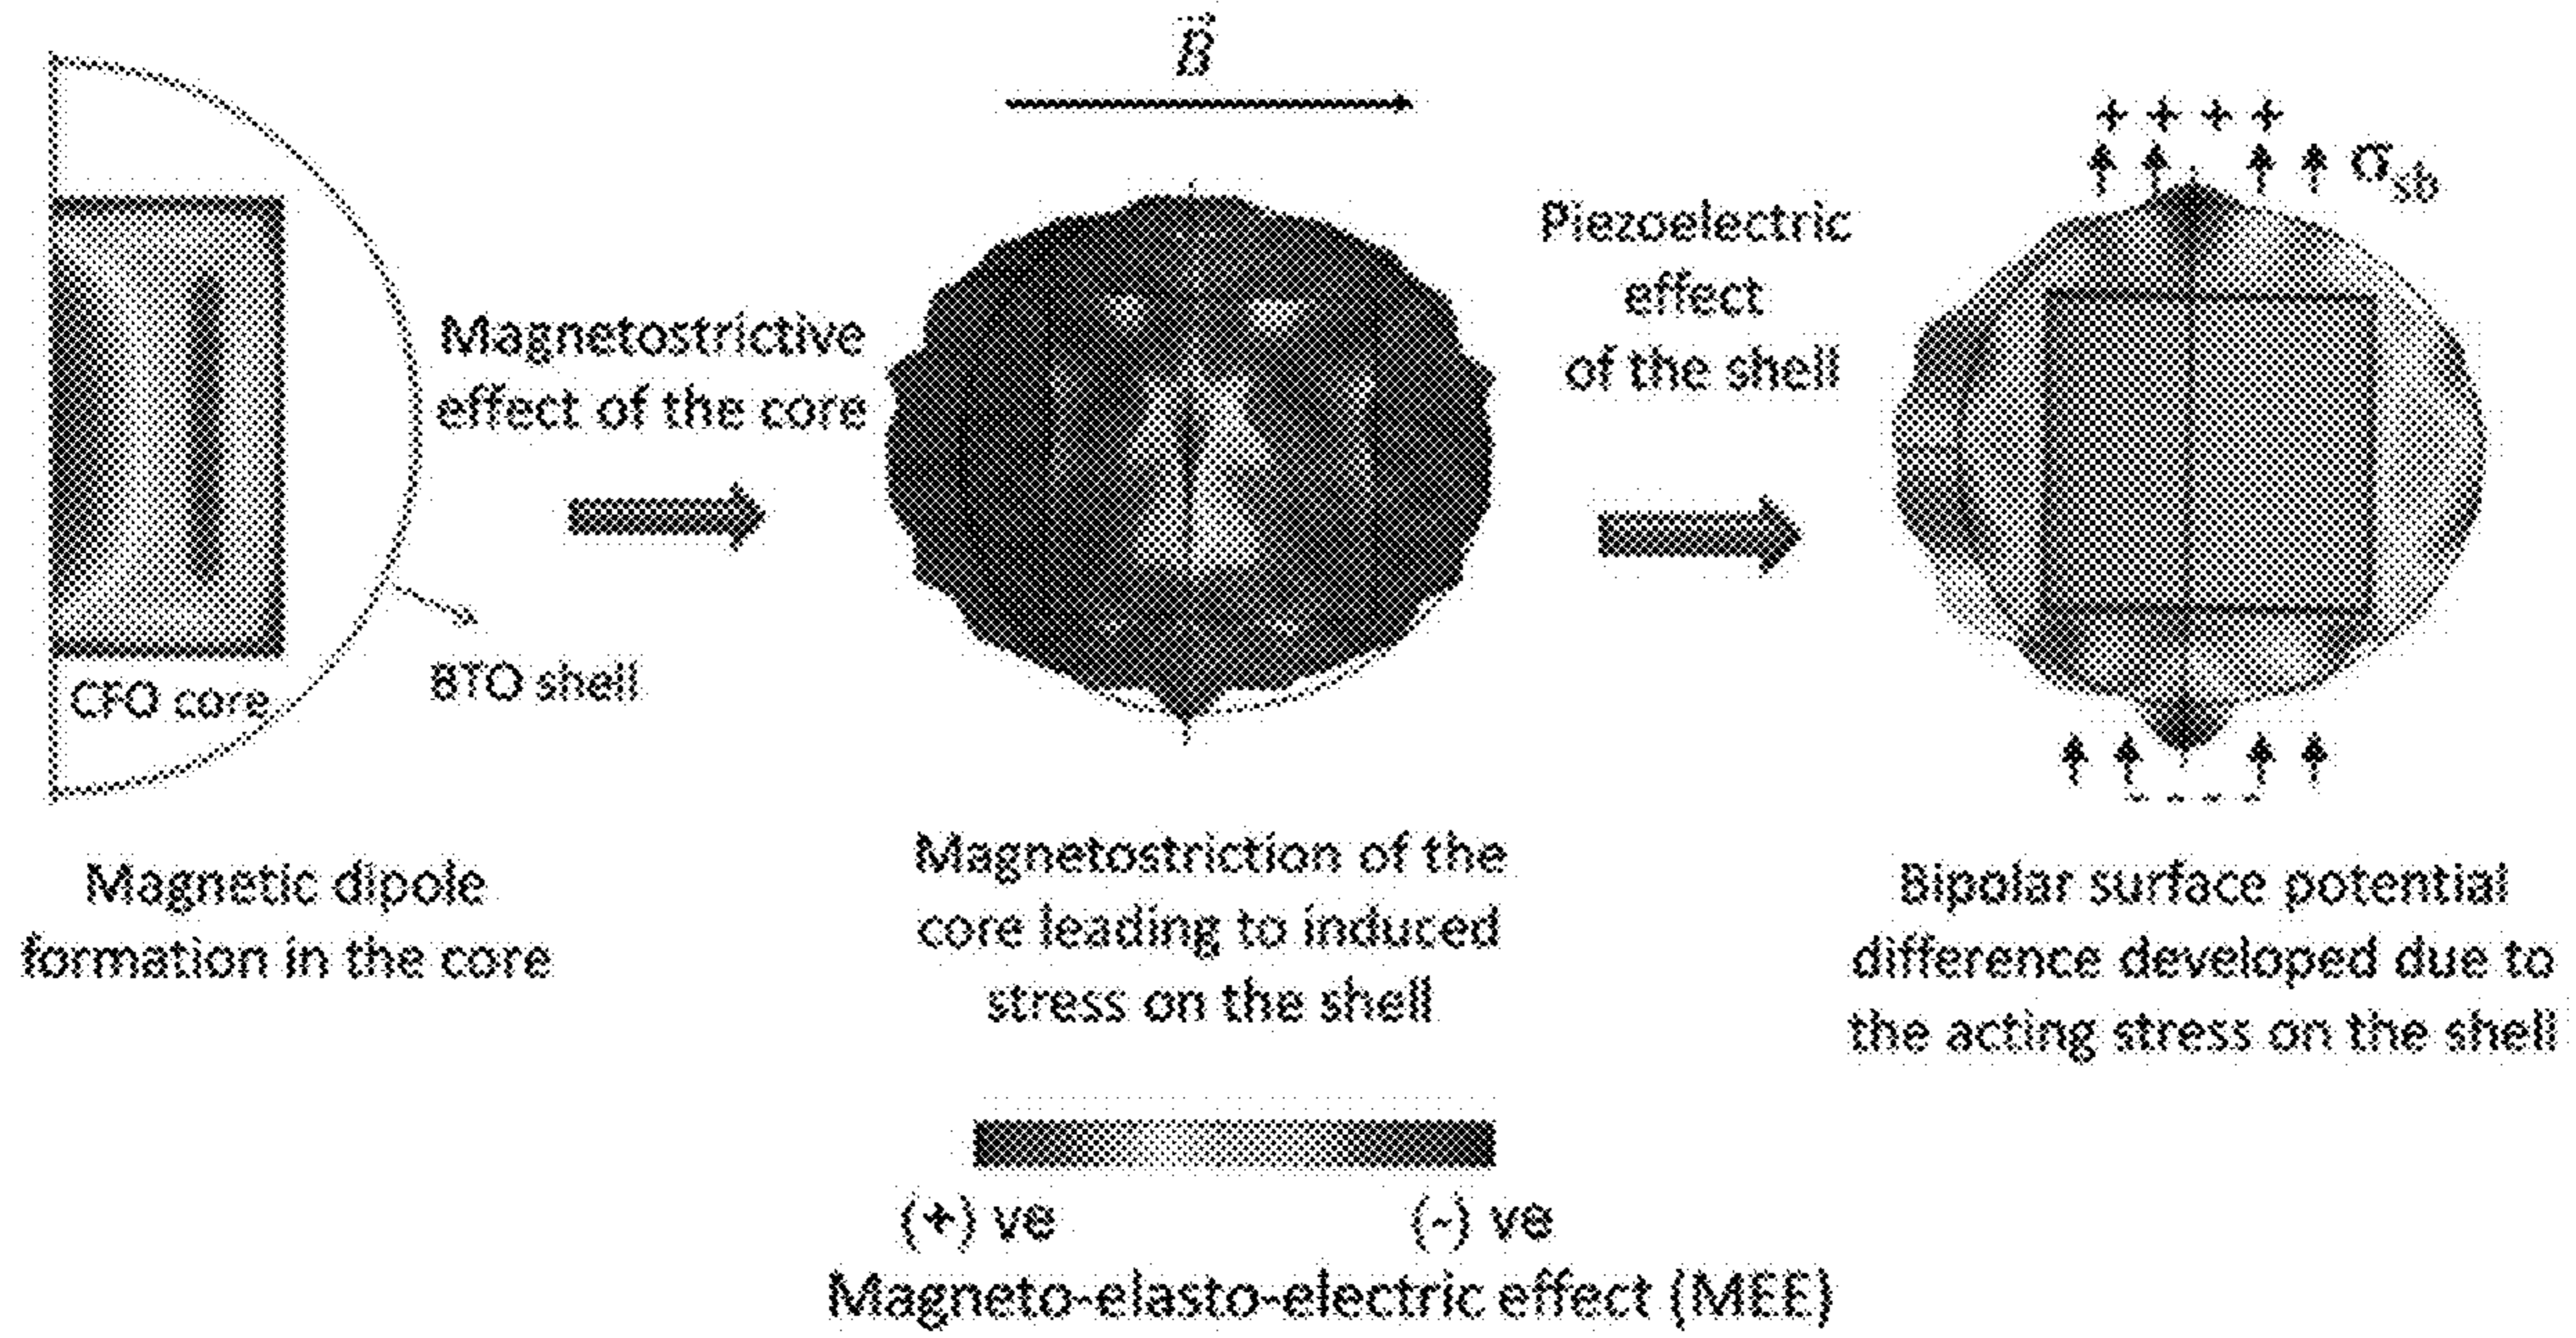 B⃗
+ + + +
σsb
Magnetostrictive
effect of the core
Piezoelectric
effect
of the shell
CFO core
BTO shell
- - - -
Magnetic dipole
formation in the core
Magnetostriction of the
core leading to induced
stress on the shell
Bipolar surface potential
difference developed due to
the acting stress on the shell
(+) ve
(-) ve
Magneto-elasto-electric effect (MEE)